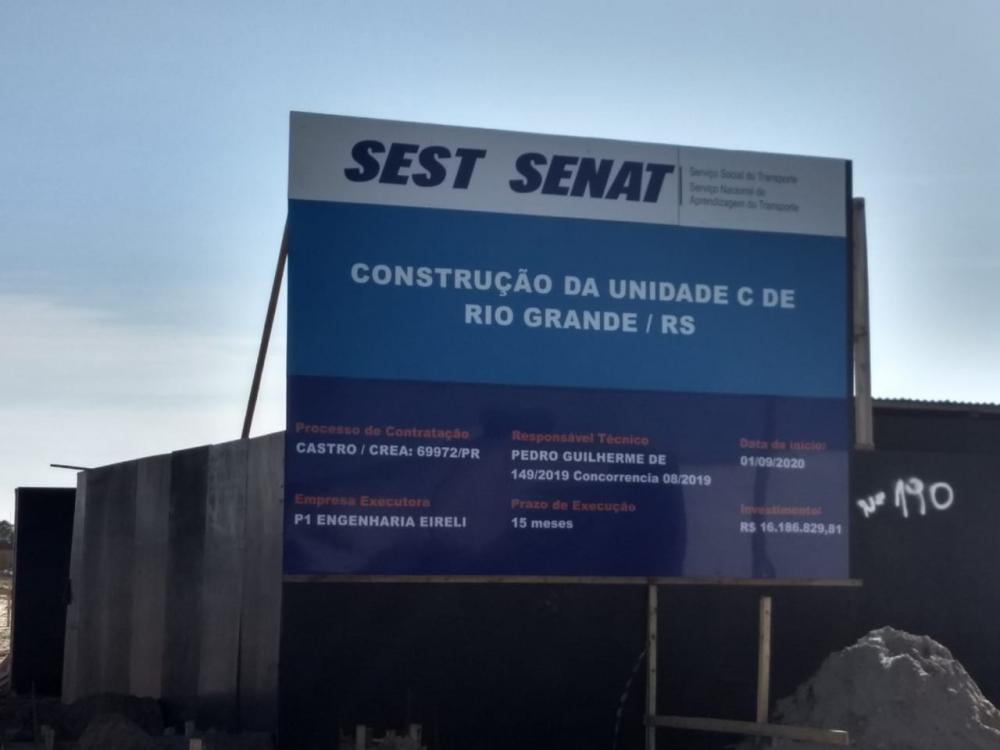 SEST SENAT
Serviço Social do Transporte
Serviço Nacional de
Aprendizagem do Transporte
CONSTRUÇÃO DA UNIDADE C DE
RIO GRANDE / RS
Processo de Contratação
CASTRO / CREA: 69972/PR
Responsável Técnico
PEDRO GUILHERME DE
149/2019 Concorrencia 08/2019
Data de início:
01/09/2020
Empresa Executora
P1 ENGENHARIA EIRELI
Prazo de Execução
15 meses
Investimento:
R$ 16.186.829,81
Nº 190